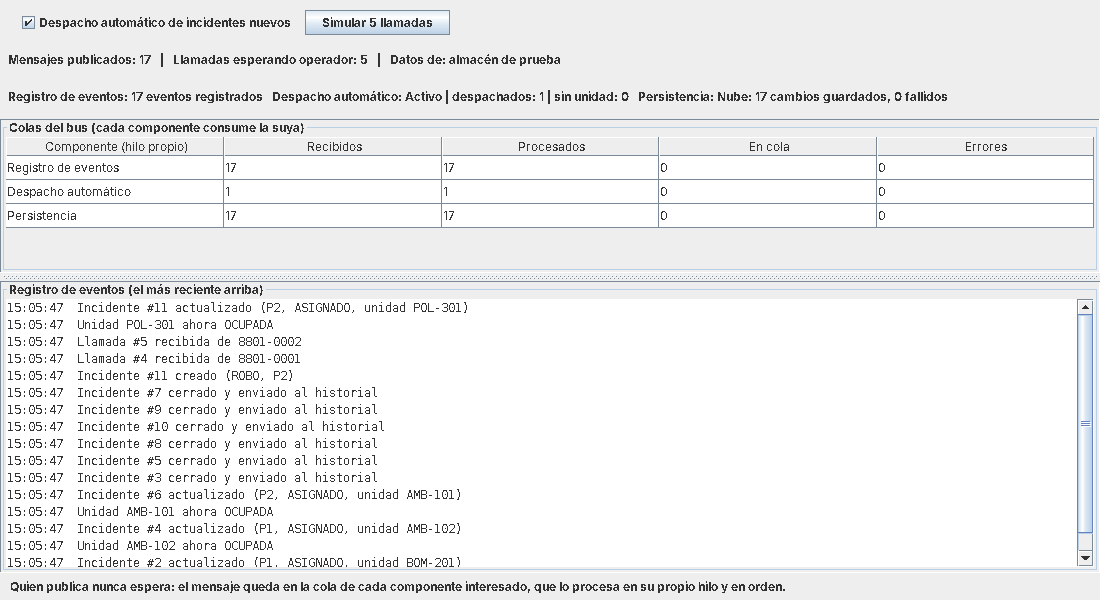 Despacho automático de incidentes nuevos Simular 5 llamadas
Mensajes publicados: 17 | Llamadas esperando operador: 5 | Datos de: almacén de prueba
Registro de eventos: 17 eventos registrados Despacho automático: Activo | despachados: 1 | sin unidad: 0 Persistencia: Nube: 17 cambios guardados, 0 fallidos
Colas del bus (cada componente consume la suya)
Componente (hilo propio) Recibidos Procesados En cola Errores
Registro de eventos 17 17 0 0
Despacho automático 1 1 0 0
Persistencia 17 17 0 0
Registro de eventos (el más reciente arriba)
15:05:47 Incidente #11 actualizado (P2, ASIGNADO, unidad POL-301)
15:05:47 Unidad POL-301 ahora OCUPADA
15:05:47 Llamada #5 recibida de 8801-0002
15:05:47 Llamada #4 recibida de 8801-0001
15:05:47 Incidente #11 creado (ROBO, P2)
15:05:47 Incidente #7 cerrado y enviado al historial
15:05:47 Incidente #9 cerrado y enviado al historial
15:05:47 Incidente #10 cerrado y enviado al historial
15:05:47 Incidente #8 cerrado y enviado al historial
15:05:47 Incidente #5 cerrado y enviado al historial
15:05:47 Incidente #3 cerrado y enviado al historial
15:05:47 Incidente #6 actualizado (P2, ASIGNADO, unidad AMB-101)
15:05:47 Unidad AMB-101 ahora OCUPADA
15:05:47 Incidente #4 actualizado (P1, ASIGNADO, unidad AMB-102)
15:05:47 Unidad AMB-102 ahora OCUPADA
15:05:47 Incidente #2 actualizado (P1, ASIGNADO, unidad BOM-201)
Quien publica nunca espera: el mensaje queda en la cola de cada componente interesado, que lo procesa en su propio hilo y en orden.